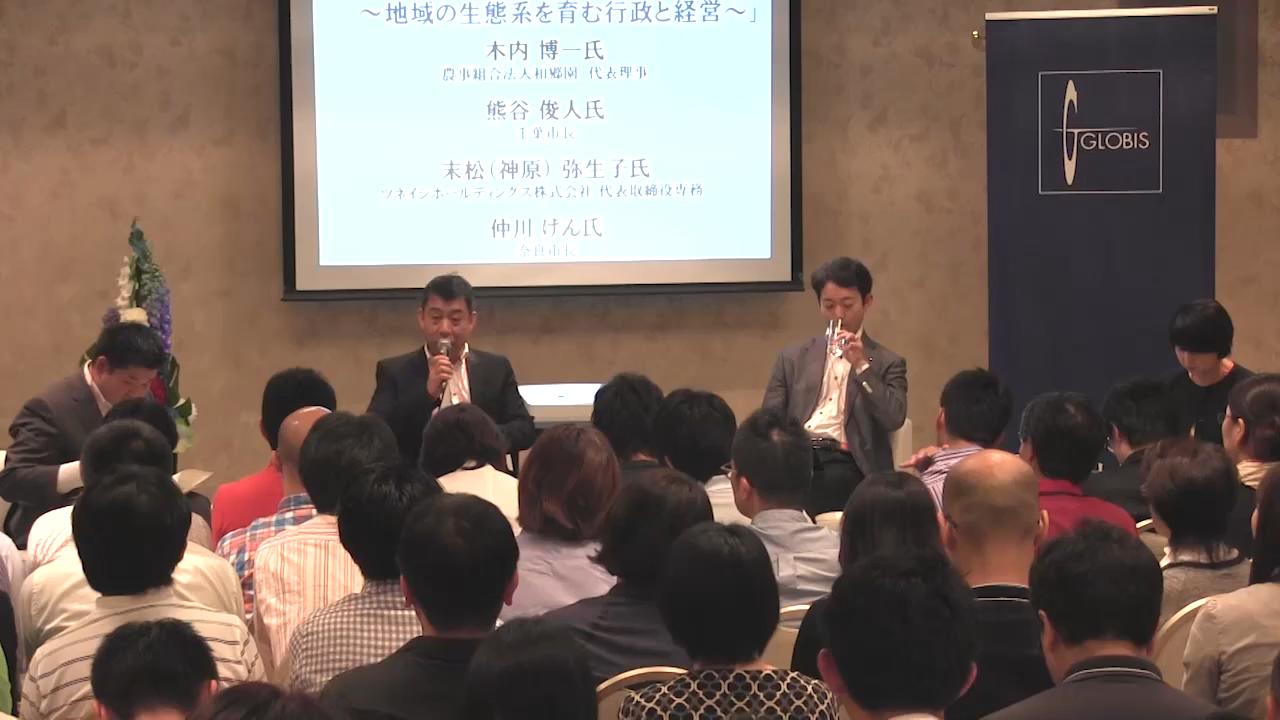 ～地域の生態系を育む行政と経営～」
木内 博一氏
農事組合法人和郷園 代表理事
熊谷 俊人氏
千葉市長
末松（神原） 弥生子氏
ツネイシホールディングス株式会社 代表取締役専務
仲川 げん氏
奈良市長
GLOBIS